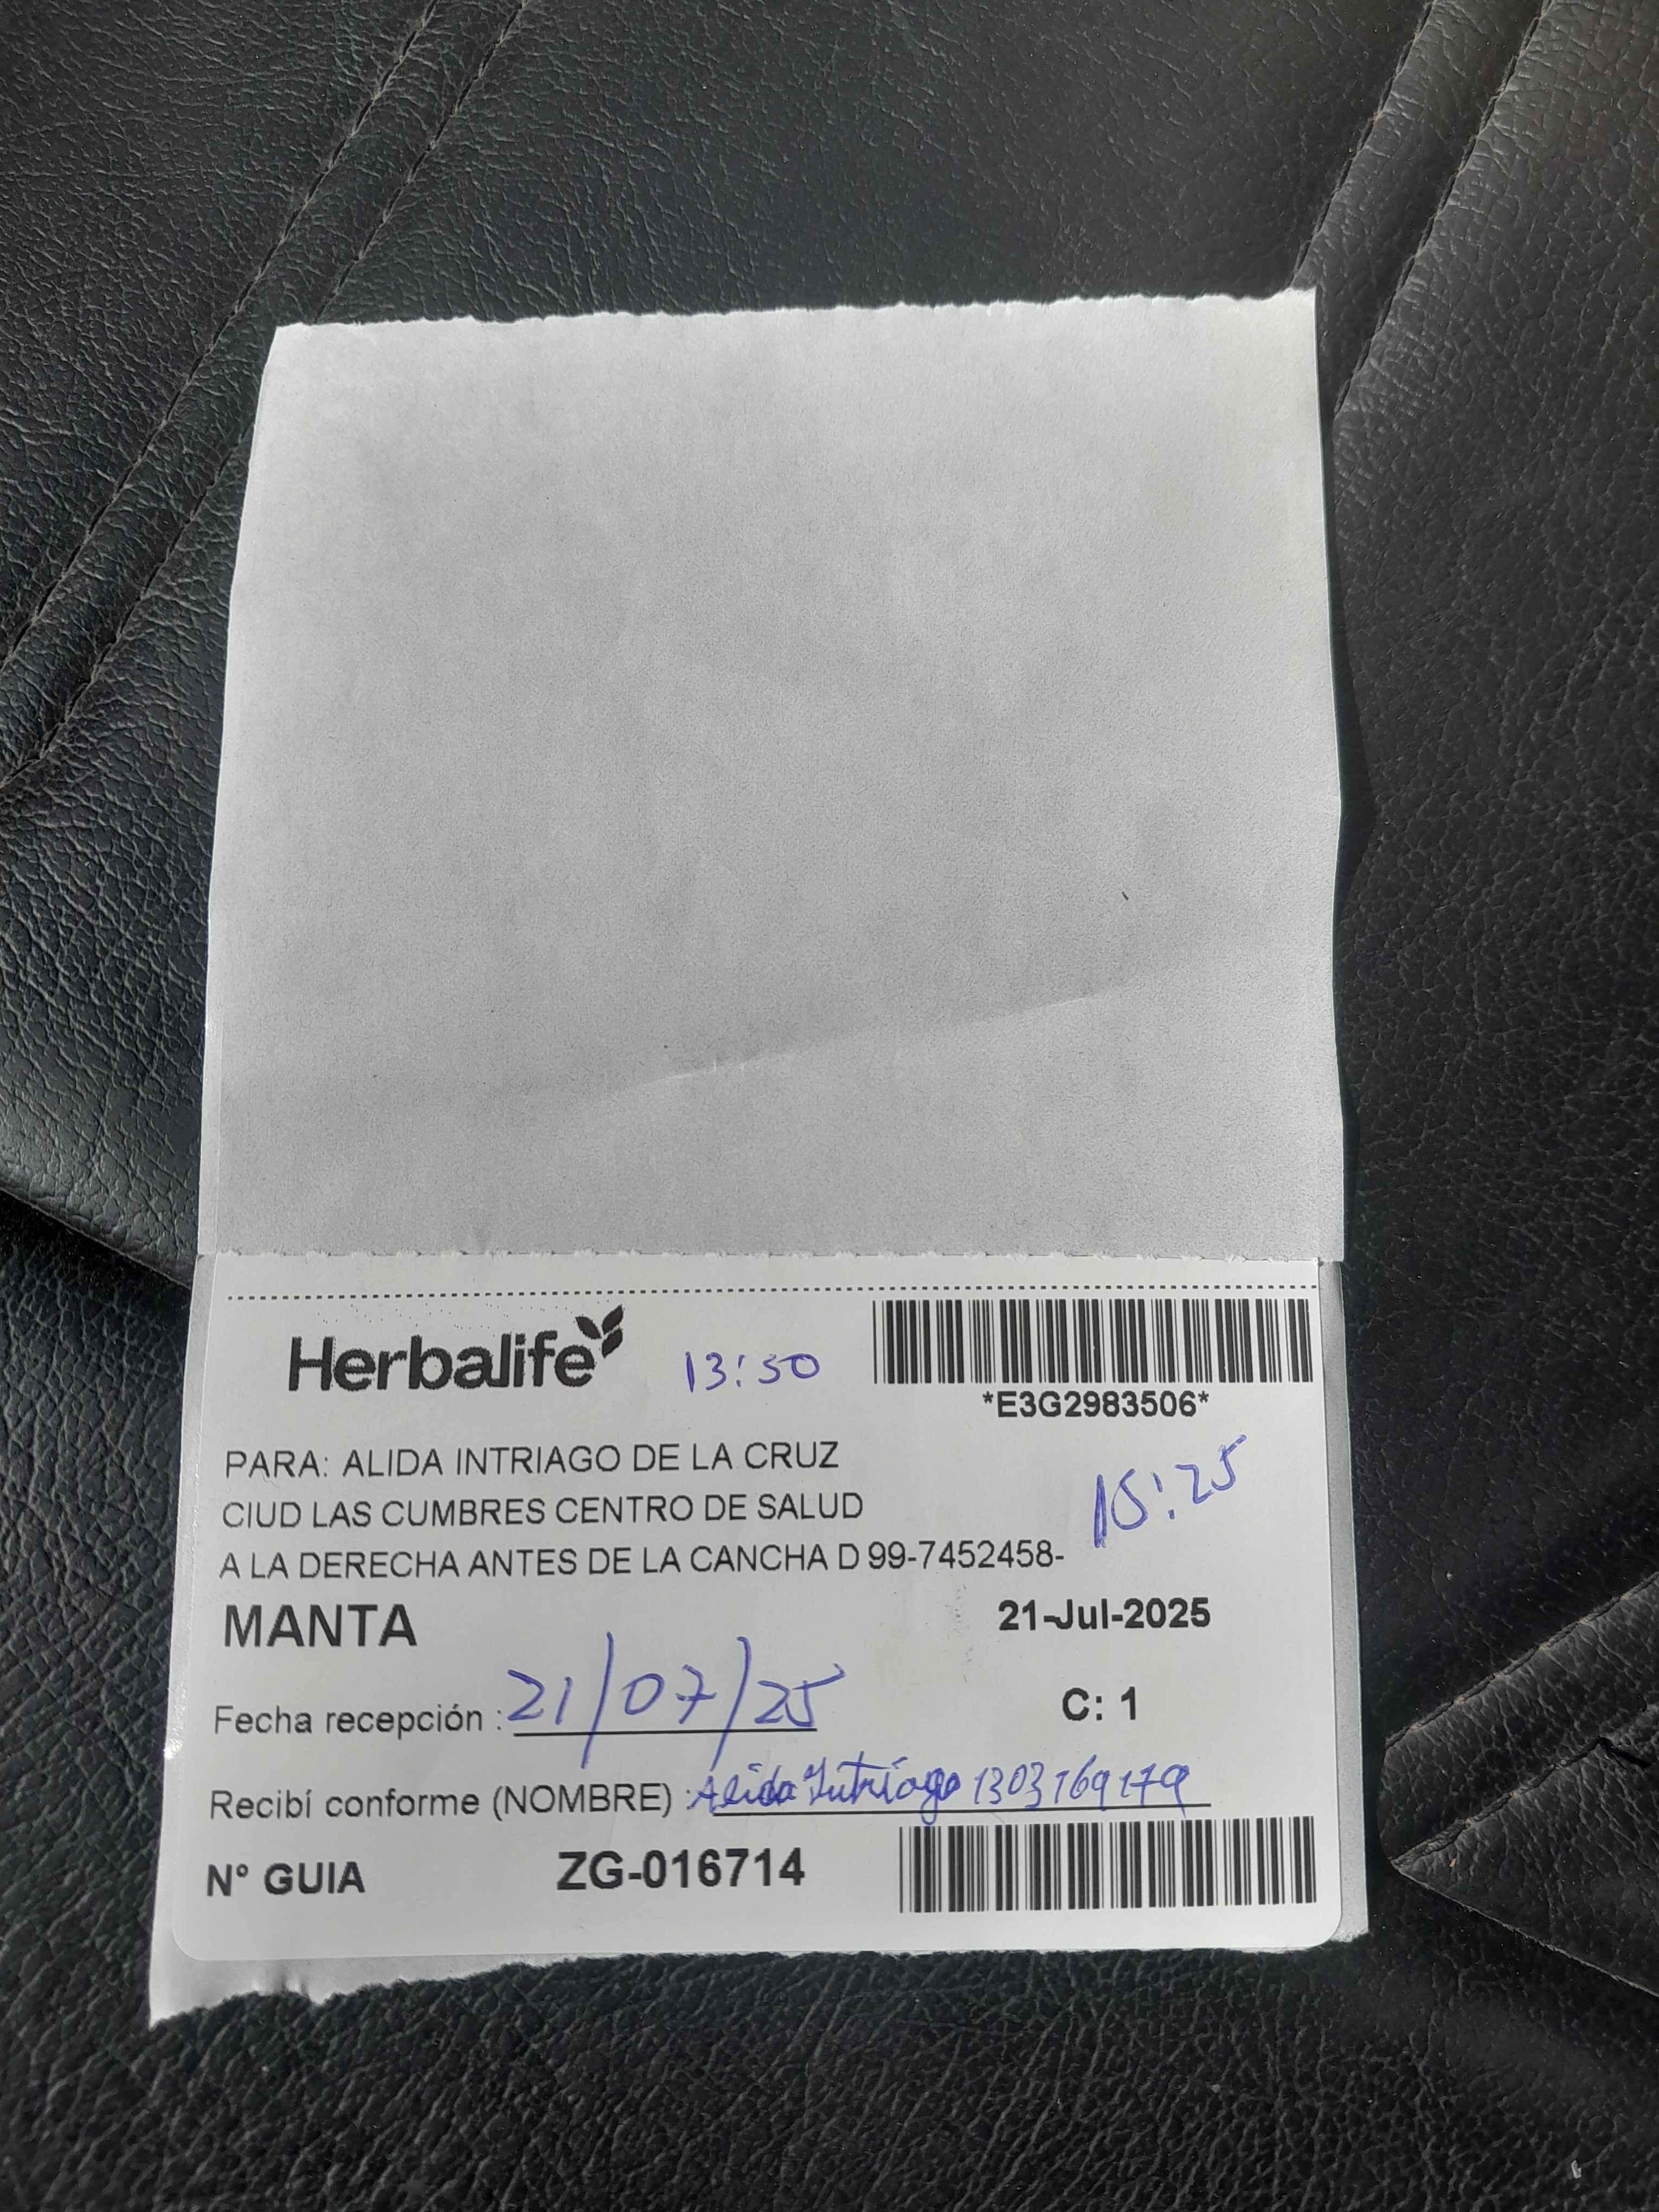 Herbalife
13:50
*E3G2983506*
PARA: ALIDA INTRIAGO DE LA CRUZ
CIUD LAS CUMBRES CENTRO DE SALUD
15:25
A LA DERECHA ANTES DE LA CANCHA D 99-7452458-
MANTA 21-Jul-2025
Fecha recepción : 21/07/25 C: 1
Recibí conforme (NOMBRE) : Alida Intriago 1303169179
N° GUIA ZG-016714